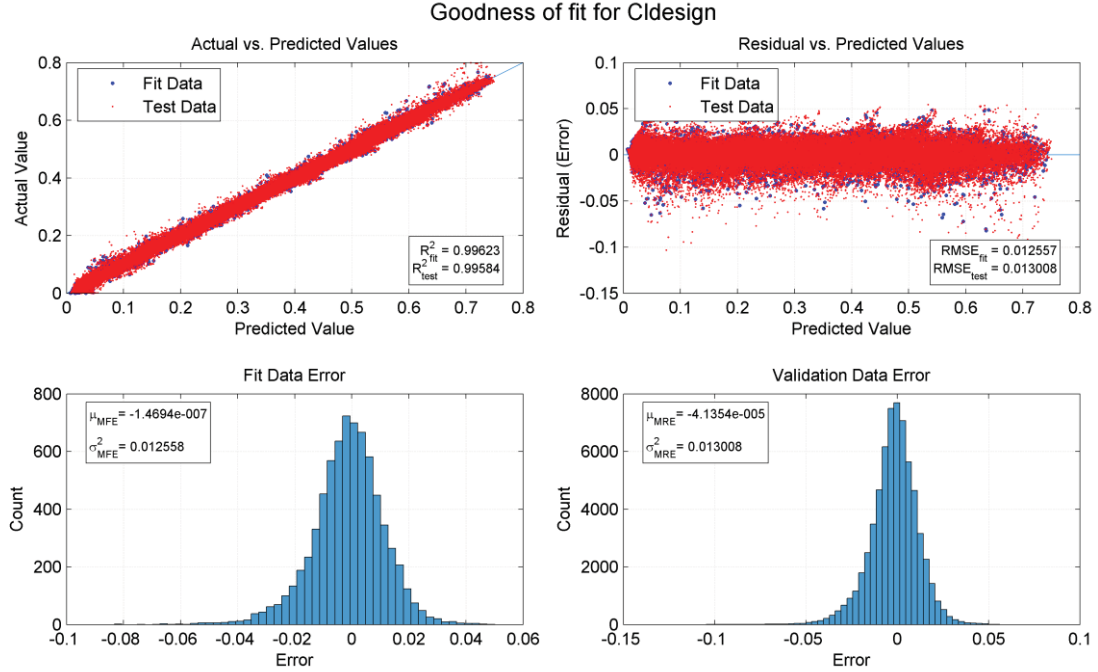 Goodness of fit for Cldesign
Actual vs. Predicted Values
Fit Data
Test Data
Actual Value
0.8
0.6
0.4
0.2
0
R²fit = 0.99623
R²test = 0.99584
0 0.1 0.2 0.3 0.4 0.5 0.6 0.7 0.8
Predicted Value
Residual vs. Predicted Values
Fit Data
Test Data
Residual (Error)
0.1
0.05
0
-0.05
-0.1
-0.15
RMSEfit = 0.012557
RMSEtest = 0.013008
0 0.1 0.2 0.3 0.4 0.5 0.6 0.7 0.8
Predicted Value
Fit Data Error
μMFE= -1.4694e-007
σ²MFE= 0.012558
Count
800
600
400
200
0
-0.1 -0.08 -0.06 -0.04 -0.02 0 0.02 0.04 0.06
Error
Validation Data Error
μMRE= -4.1354e-005
σ²MRE= 0.013008
Count
8000
6000
4000
2000
0
-0.15 -0.1 -0.05 0 0.05 0.1
Error